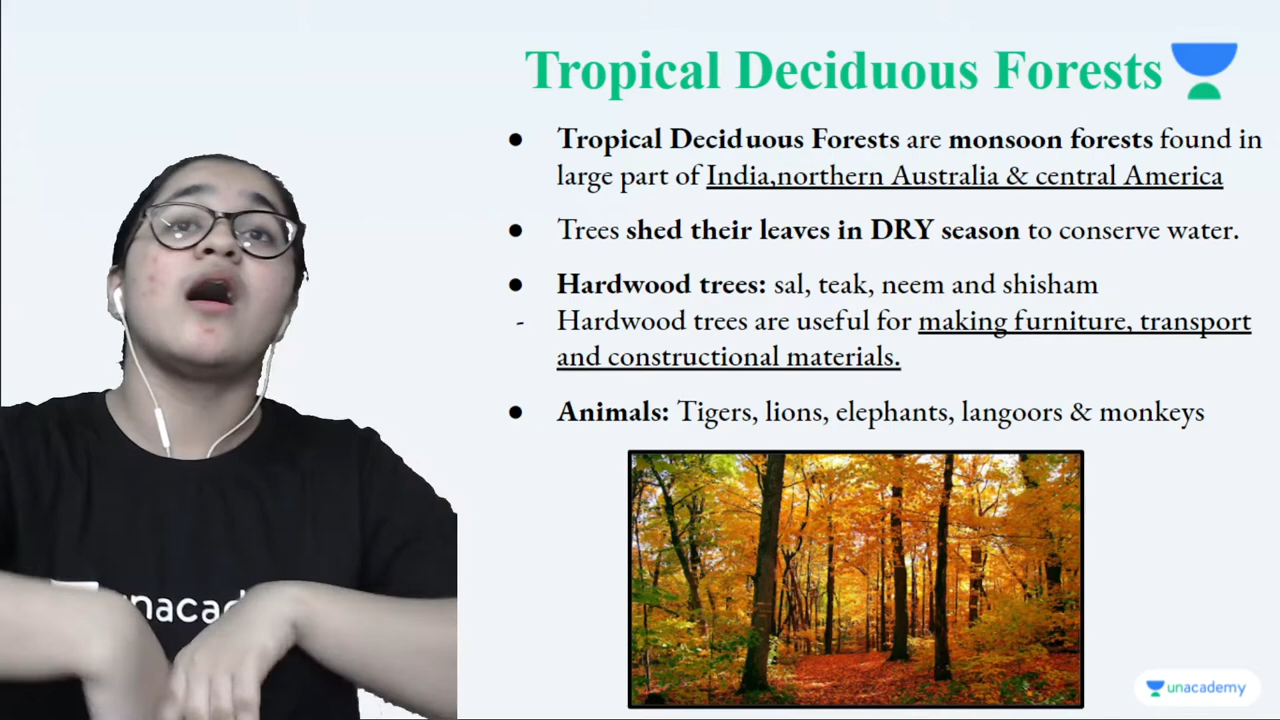 Tropical Deciduous Forests
● Tropical Deciduous Forests are monsoon forests found in
large part of India,northern Australia & central America
● Trees shed their leaves in DRY season to conserve water.
● Hardwood trees: sal, teak, neem and shisham
- Hardwood trees are useful for making furniture, transport
and constructional materials.
● Animals: Tigers, lions, elephants, langoors & monkeys
unacademy